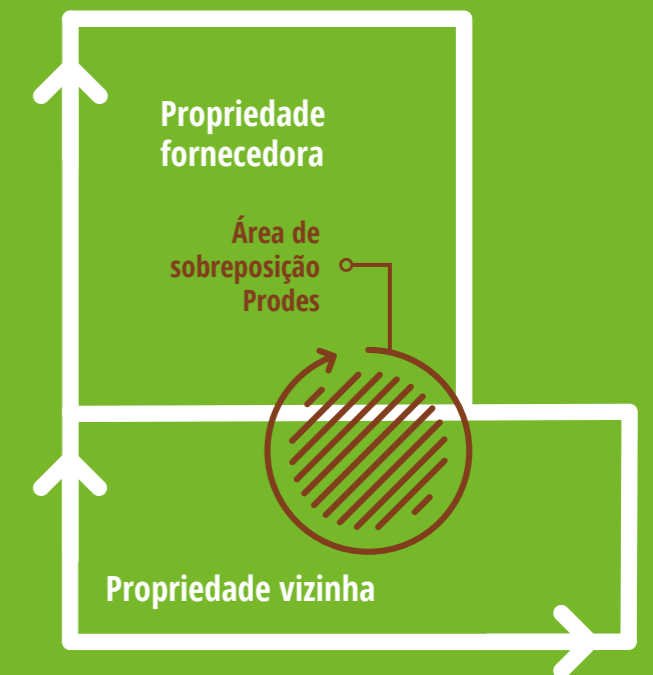 Propriedade
fornecedora
Área de
sobreposição
Prodes
Propriedade vizinha